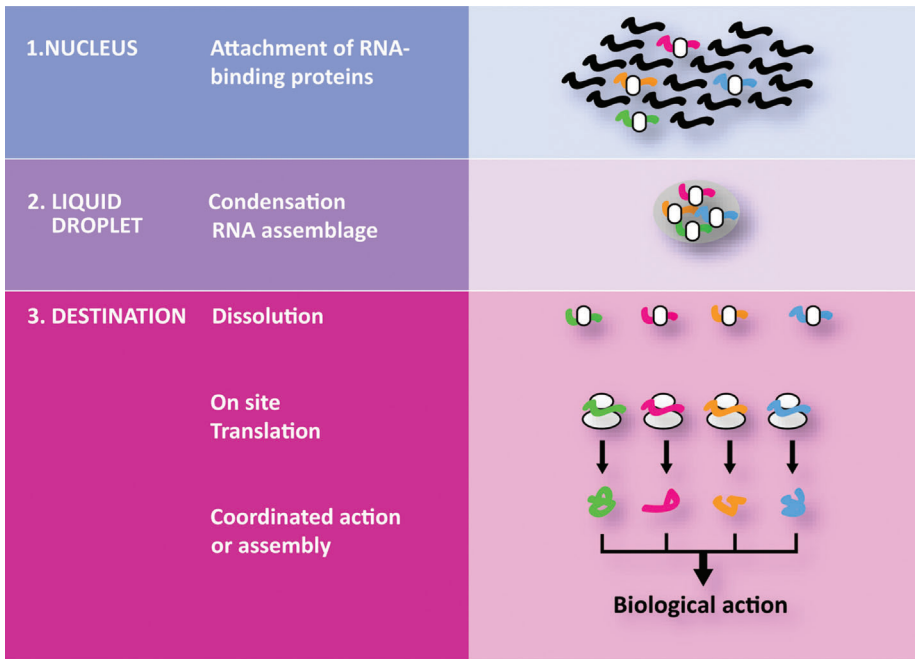 1.NUCLEUS
Attachment of RNA-
binding proteins
2. LIQUID
DROPLET
Condensation
RNA assemblage
3. DESTINATION
Dissolution
On site
Translation
Coordinated action
or assembly
Biological action